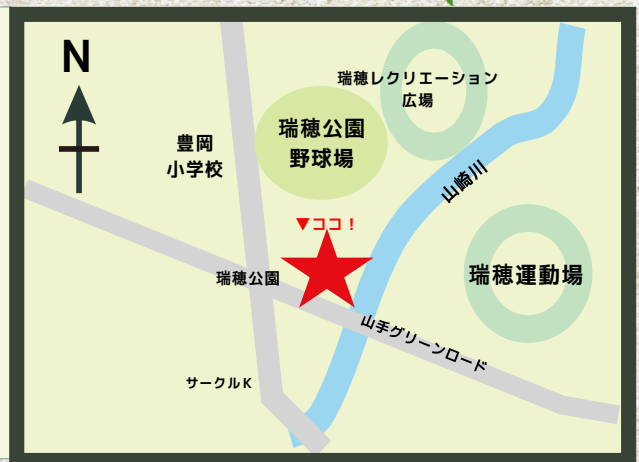 N
瑞穂レクリエーション
広場
瑞穂公園
野球場
豊岡
小学校
山崎川
▼ココ！
瑞穂公園
瑞穂運動場
山手グリーンロード
サークルK